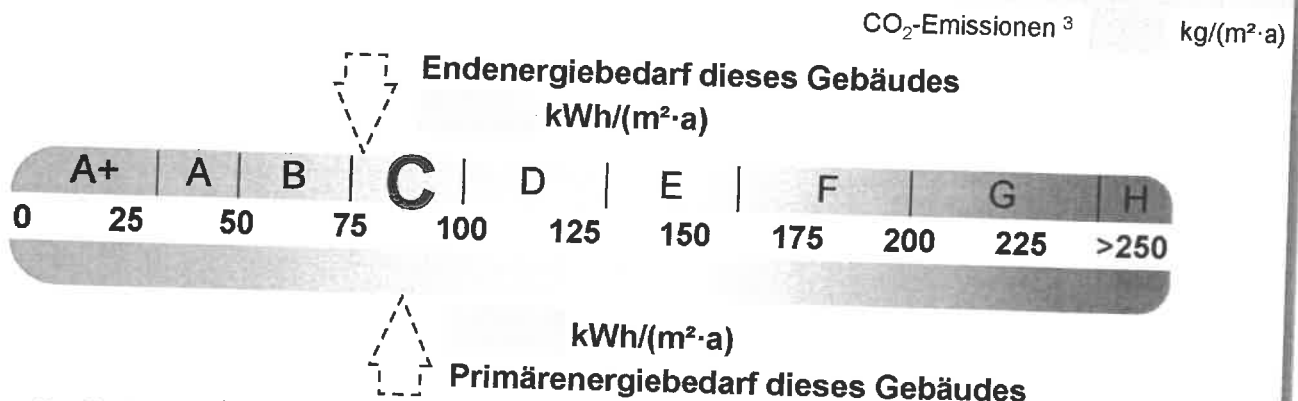 CO₂-Emissionen ³ kg/(m²·a)
Endenergiebedarf dieses Gebäudes
kWh/(m²·a)
A+ A B C D E F G H
0 25 50 75 100 125 150 175 200 225 >250
kWh/(m²·a)
Primärenergiebedarf dieses Gebäudes